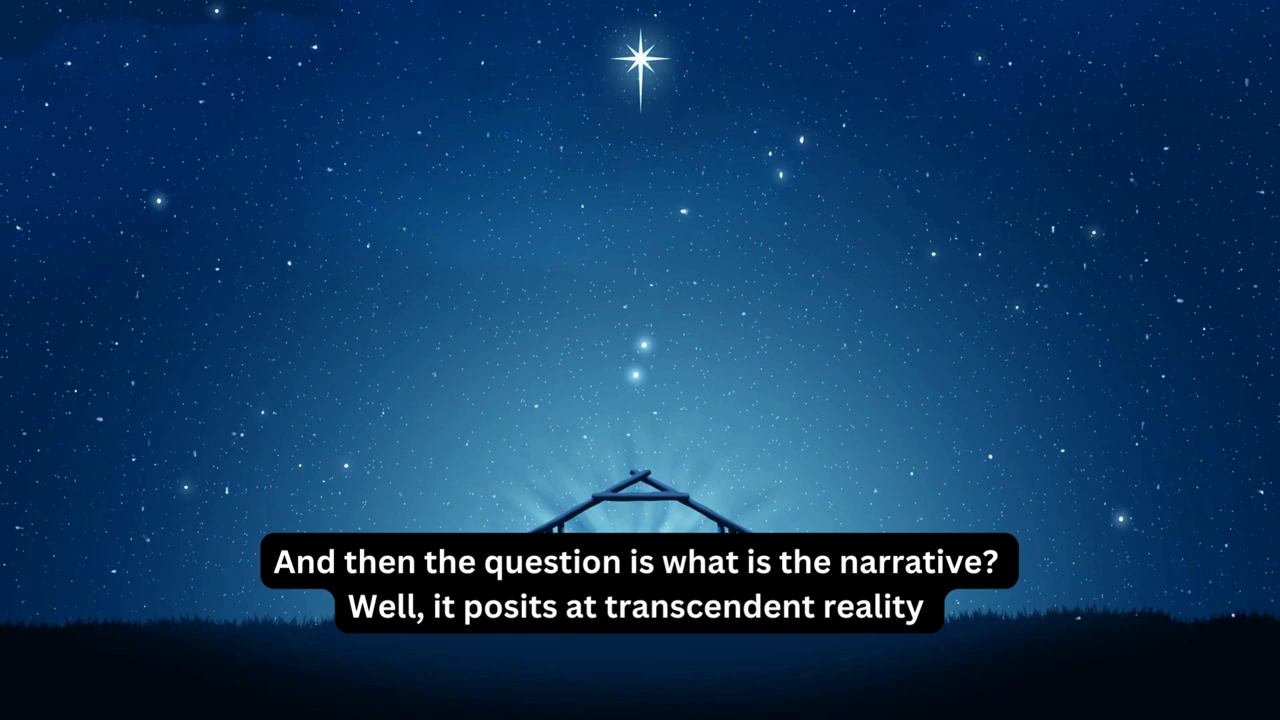 And then the question is what is the narrative?
Well, it posits at transcendent reality